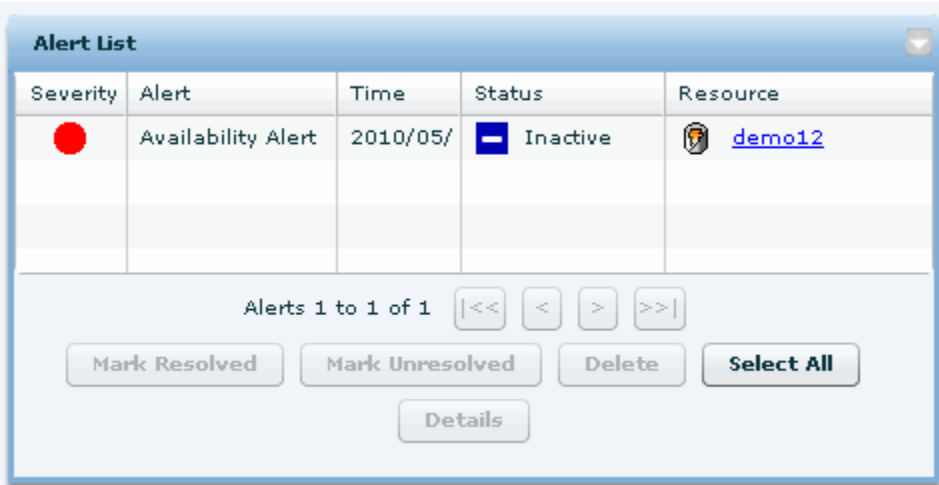 Alert List
Severity Alert Time Status Resource
Availability Alert 2010/05/ Inactive demo12
Alerts 1 to 1 of 1 |<< < > >>|
Mark Resolved Mark Unresolved Delete Select All
Details